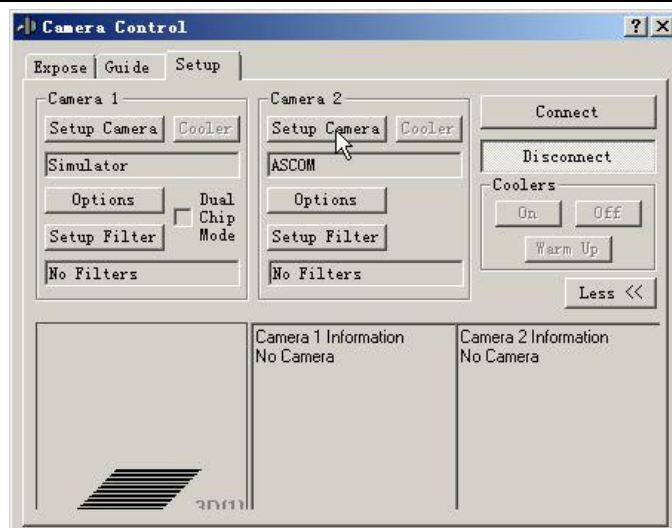 Camera Control
Expose Guide Setup
Camera 1
Setup Camera Cooler
Simulator
Options
Dual Chip Mode
Setup Filter
No Filters
Camera 2
Setup Camera Cooler
ASCOM
Options
Setup Filter
No Filters
Connect
Disconnect
Coolers
On Off
Warm Up
Less <<
Camera 1 Information
No Camera
Camera 2 Information
No Camera